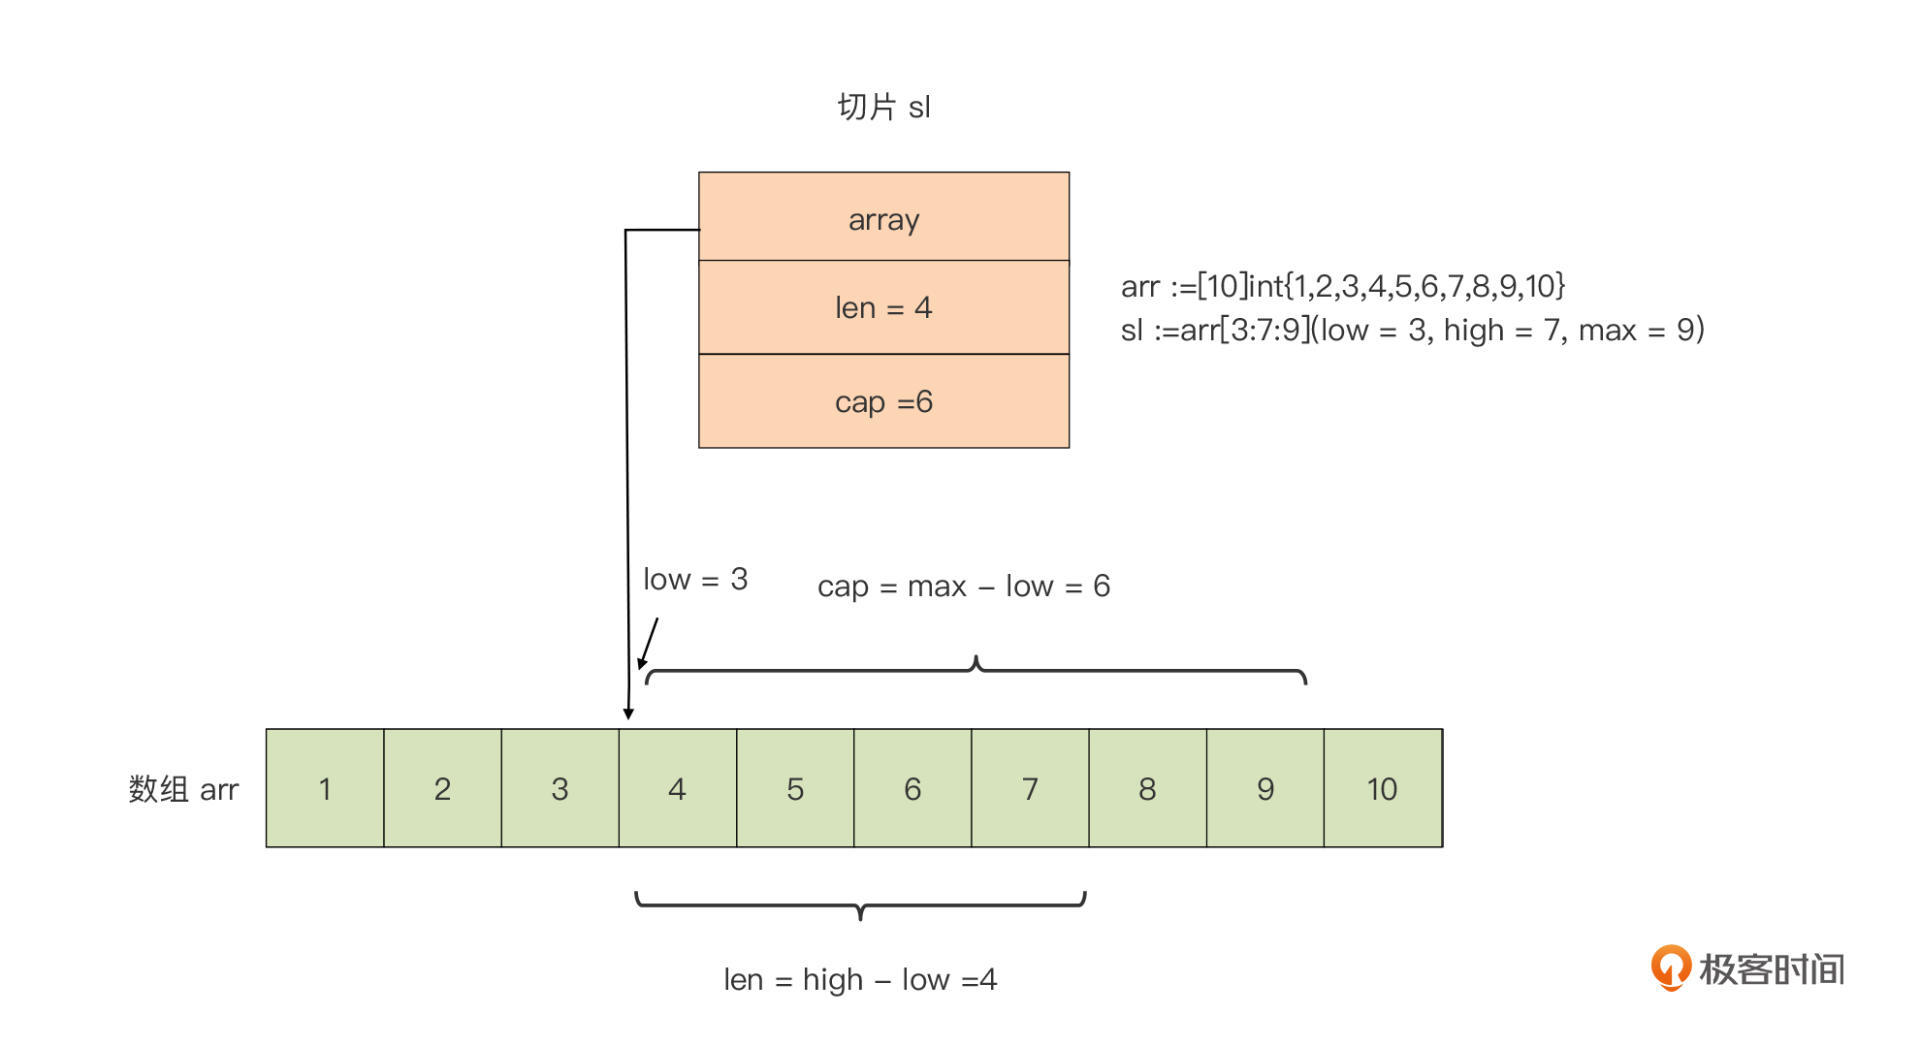 切片 sl
array
len = 4
cap =6
arr :=[10]int{1,2,3,4,5,6,7,8,9,10}
sl :=arr[3:7:9](low = 3, high = 7, max = 9)
low = 3
cap = max – low = 6
数组 arr
1 2 3 4 5 6 7 8 9 10
len = high – low =4
极客时间